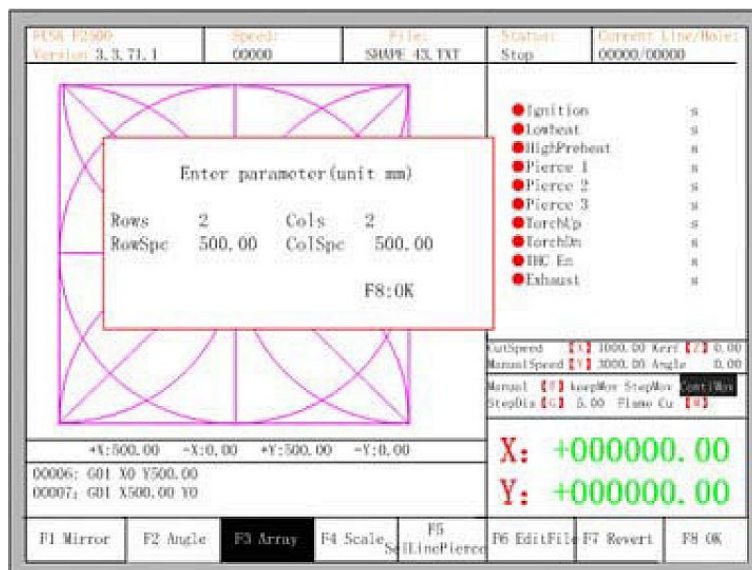 FLSK F2500
Version 3.3.71.1
Speed:
00000
File:
SHAPE 43.TXT
Status:
Stop
Current Line/Hole:
00000/00000
Ignition s
Lowheat s
HighPreheat s
Pierce 1 s
Pierce 2 s
Pierce 3 s
TorchUp s
TorchDn s
THC En s
Exhaust s
Enter parameter(unit mm)
Rows 2 Cols 2
RowSpc 500.00 ColSpc 500.00
F8:OK
CutSpeed 【X】 1000.00 Kerf 【Z】 0.00
ManualSpeed 【V】 3000.00 Angle 0.00
Manual 【F】 keepMov StepMov ContiMov
StepDis【G】 5.00 Flame Cu 【M】
+X:500.00 -X:0.00 +Y:500.00 -Y:0.00
X: +000000.00
Y: +000000.00
00006: G01 X0 Y500.00
00007: G01 X500.00 Y0
F1 Mirror
F2 Angle
F3 Array
F4 Scale
F5
SelLinePierce
F6 EditFile
F7 Revert
F8 OK